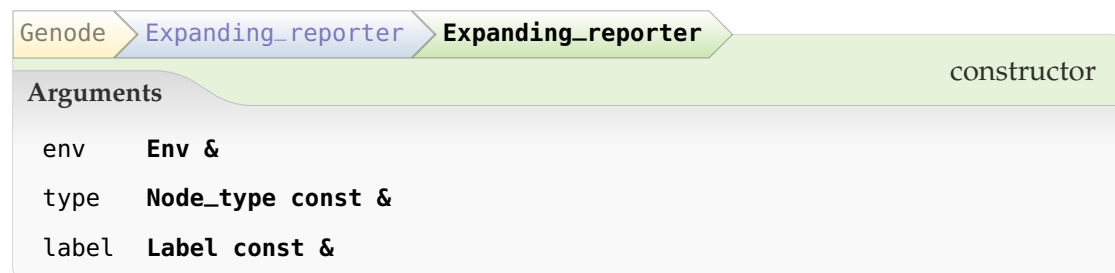 Genode Expanding_reporter Expanding_reporter
constructor
Arguments
env Env &
type Node_type const &
label Label const &